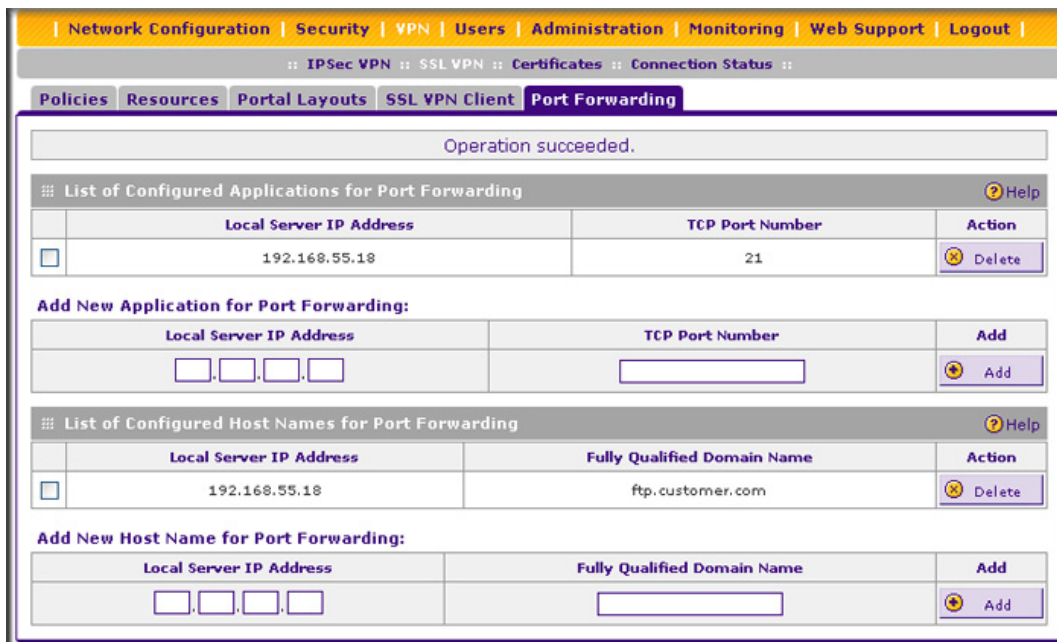 | Network Configuration | Security | VPN | Users | Administration | Monitoring | Web Support | Logout |
:: IPSec VPN :: SSL VPN :: Certificates :: Connection Status ::
Policies Resources Portal Layouts SSL VPN Client Port Forwarding
Operation succeeded.
List of Configured Applications for Port Forwarding ? Help
Local Server IP Address TCP Port Number Action
192.168.55.18 21 Delete
Add New Application for Port Forwarding:
Local Server IP Address TCP Port Number Add
. . . Add
List of Configured Host Names for Port Forwarding ? Help
Local Server IP Address Fully Qualified Domain Name Action
192.168.55.18 ftp.customer.com Delete
Add New Host Name for Port Forwarding:
Local Server IP Address Fully Qualified Domain Name Add
. . . Add